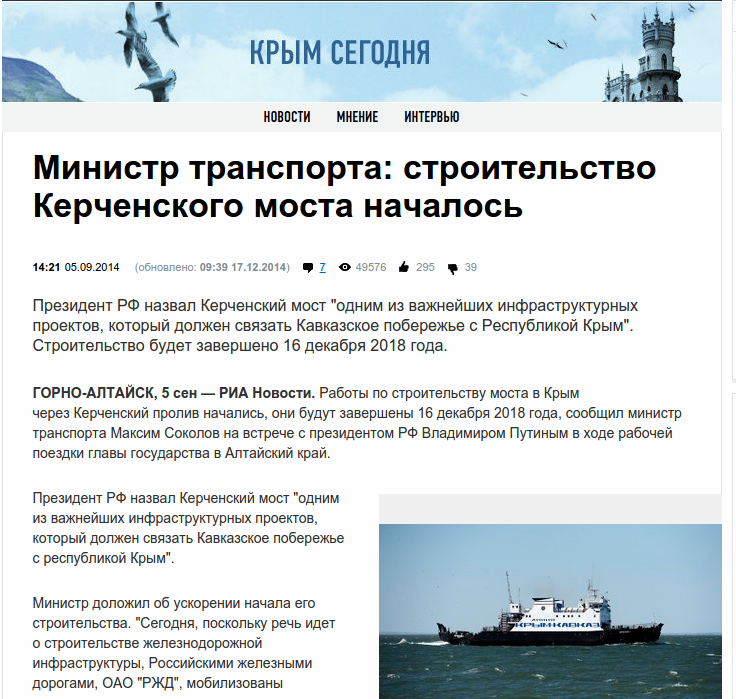 КРЫМ СЕГОДНЯ
НОВОСТИ МНЕНИЕ ИНТЕРВЬЮ
Министр транспорта: строительство
Керченского моста началось
14:21 05.09.2014 (обновлено: 09:39 17.12.2014) 7 49576 295 39
Президент РФ назвал Керченский мост "одним из важнейших инфраструктурных
проектов, который должен связать Кавказское побережье с Республикой Крым".
Строительство будет завершено 16 декабря 2018 года.
ГОРНО-АЛТАЙСК, 5 сен — РИА Новости. Работы по строительству моста в Крым
через Керченский пролив начались, они будут завершены 16 декабря 2018 года, сообщил министр
транспорта Максим Соколов на встрече с президентом РФ Владимиром Путиным в ходе рабочей
поездки главы государства в Алтайский край.
Президент РФ назвал Керченский мост "одним
из важнейших инфраструктурных проектов,
который должен связать Кавказское побережье
с республикой Крым".
Министр доложил об ускорении начала его
строительства. "Сегодня, поскольку речь идет
о строительстве железнодорожной
инфраструктуры, Российскими железными
дорогами, ОАО "РЖД", мобилизованы
КРЫМ-КАВКАЗ